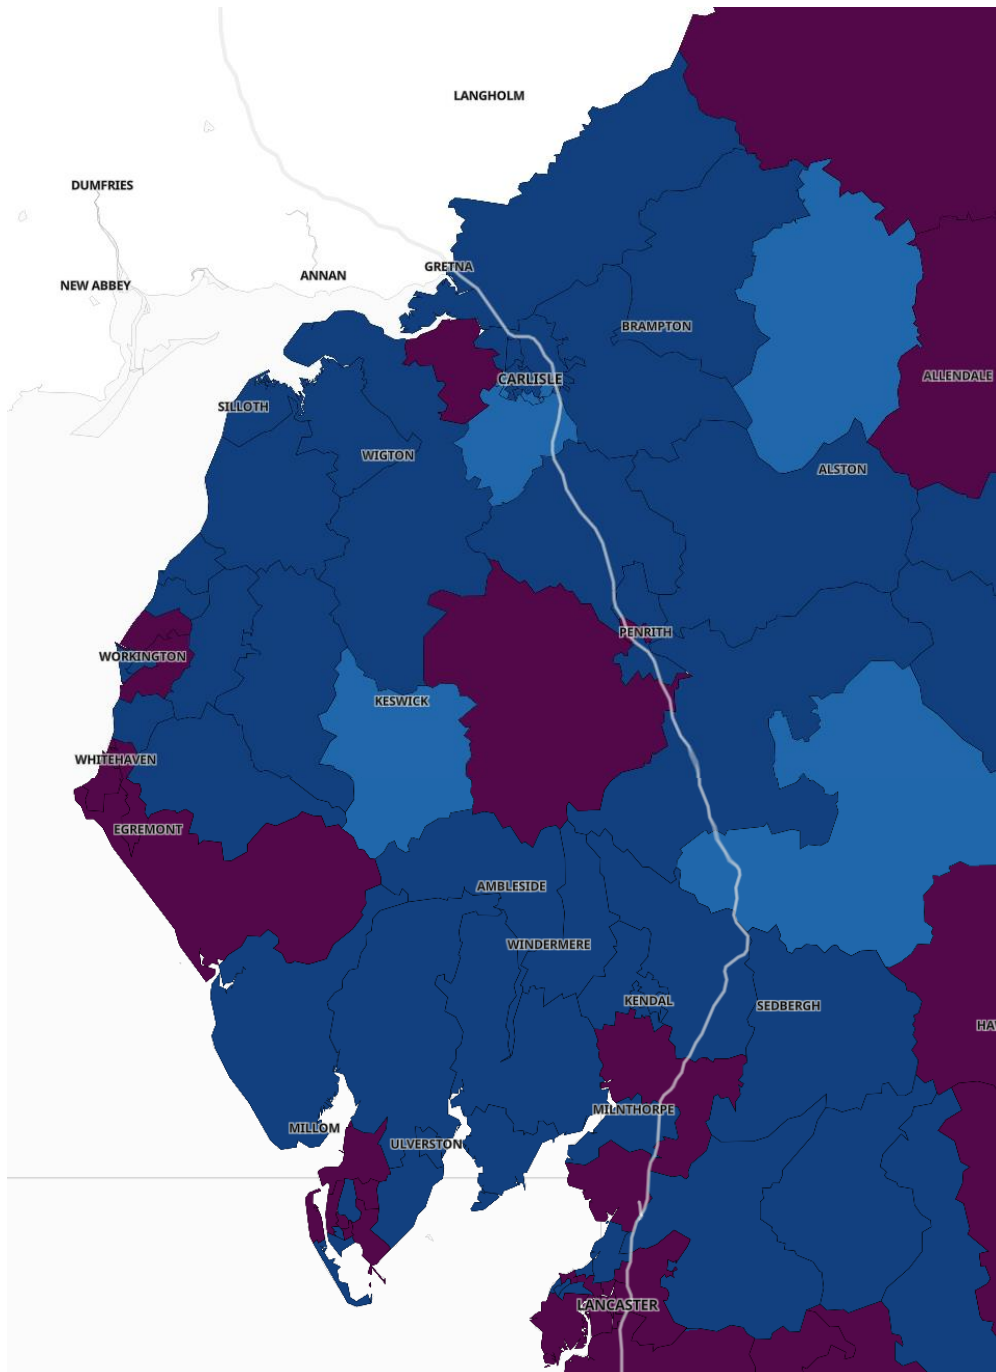 LANGHOLM
DUMFRIES
GRETNA
ANNAN
NEW ABBEY
BRAMPTON
CARLISLE
ALLENDALE
SILLOTH
WIGTON
ALSTON
PENRITH
WORKINGTON
KESWICK
WHITEHAVEN
EGREMONT
AMBLESIDE
WINDERMERE
KENDAL
SEDBERGH
HA
MILNTHORPE
MILLOM
ULVERSTON
LANCASTER